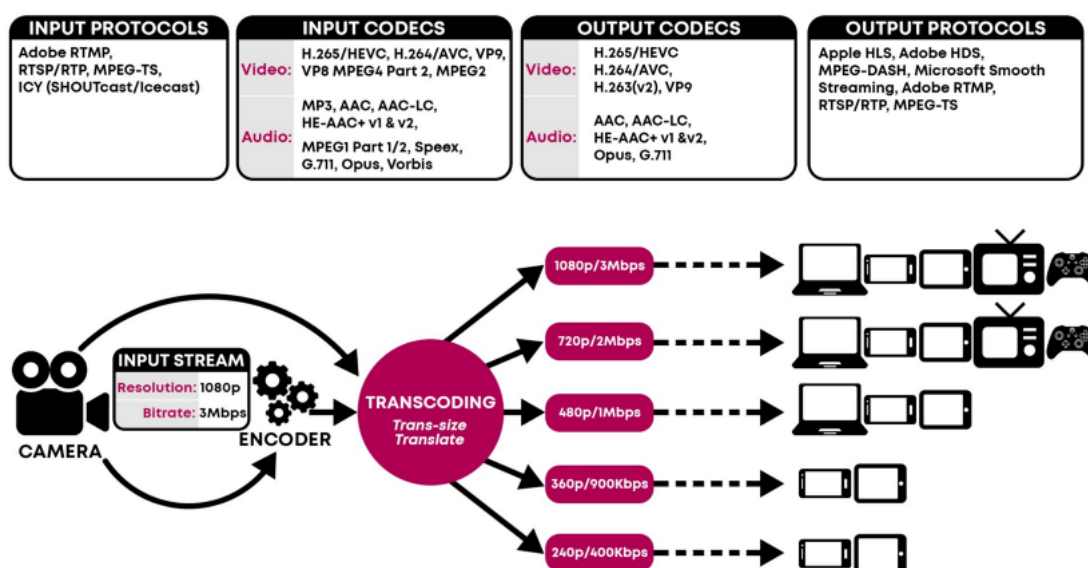 INPUT PROTOCOLS
Adobe RTMP,
RTSP/RTP, MPEG-TS,
ICY (SHOUTcast/Icecast)
INPUT CODECS
Video:
H.265/HEVC, H.264/AVC, VP9,
VP8 MPEG4 Part 2, MPEG2
Audio:
MP3, AAC, AAC-LC,
HE-AAC+ v1 & v2,
MPEG1 Part 1/2, Speex,
G.711, Opus, Vorbis
OUTPUT CODECS
Video:
H.265/HEVC
H.264/AVC,
H.263(v2), VP9
Audio:
AAC, AAC-LC,
HE-AAC+ v1 &v2,
Opus, G.711
OUTPUT PROTOCOLS
Apple HLS, Adobe HDS,
MPEG-DASH, Microsoft Smooth
Streaming, Adobe RTMP,
RTSP/RTP, MPEG-TS
CAMERA
INPUT STREAM
Resolution: 1080p
Bitrate: 3Mbps
ENCODER
TRANSCODING
Trans-size
Translate
1080p/3Mbps
720p/2Mbps
480p/1Mbps
360p/900Kbps
240p/400Kbps